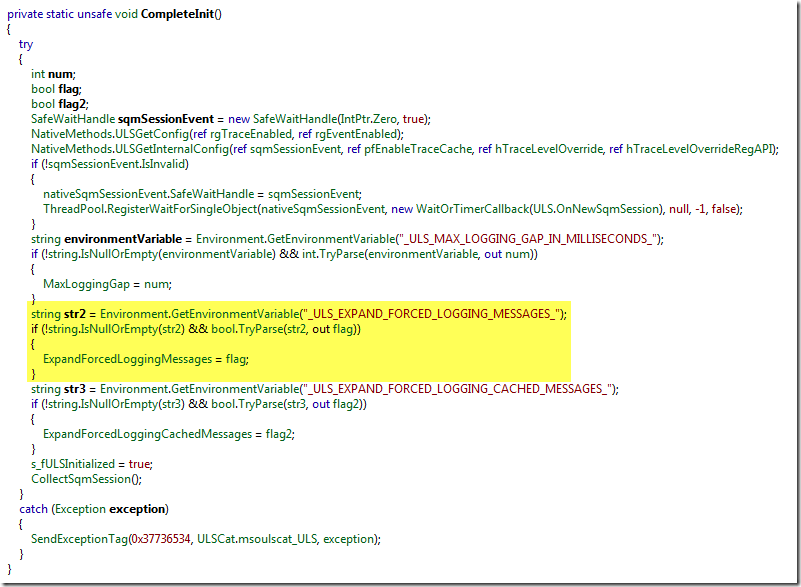 private static unsafe void CompleteInit()
{
    try
    {
        int num;
        bool flag;
        bool flag2;
        SafeWaitHandle sqmSessionEvent = new SafeWaitHandle(IntPtr.Zero, true);
        NativeMethods.ULSGetConfig(ref rgTraceEnabled, ref rgEventEnabled);
        NativeMethods.ULSGetInternalConfig(ref sqmSessionEvent, ref pfEnableTraceCache, ref hTraceLevelOverride, ref hTraceLevelOverrideRegAPI);
        if (!sqmSessionEvent.IsInvalid)
        {
            nativeSqmSessionEvent.SafeWaitHandle = sqmSessionEvent;
            ThreadPool.RegisterWaitForSingleObject(nativeSqmSessionEvent, new WaitOrTimerCallback(ULS.OnNewSqmSession), null, -1, false);
        }
        string environmentVariable = Environment.GetEnvironmentVariable("_ULS_MAX_LOGGING_GAP_IN_MILLISECONDS_");
        if (!string.IsNullOrEmpty(environmentVariable) && int.TryParse(environmentVariable, out num))
        {
            MaxLoggingGap = num;
        }
        string str2 = Environment.GetEnvironmentVariable("_ULS_EXPAND_FORCED_LOGGING_MESSAGES_");
        if (!string.IsNullOrEmpty(str2) && bool.TryParse(str2, out flag))
        {
            ExpandForcedLoggingMessages = flag;
        }
        string str3 = Environment.GetEnvironmentVariable("_ULS_EXPAND_FORCED_LOGGING_CACHED_MESSAGES_");
        if (!string.IsNullOrEmpty(str3) && bool.TryParse(str3, out flag2))
        {
            ExpandForcedLoggingCachedMessages = flag2;
        }
        s_fULSInitialized = true;
        CollectSqmSession();
    }
    catch (Exception exception)
    {
        SendExceptionTag(0x37736534, ULSCat.msoulscat_ULS, exception);
    }
}